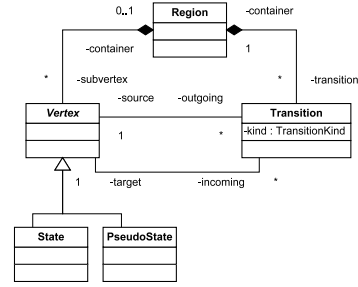 0..1
Region
-container
-container
1
*
-subvertex
*
-transition
-source
-outgoing
Vertex
Transition
-kind : TransitionKind
1
*
1
-target
-incoming
*
State
PseudoState